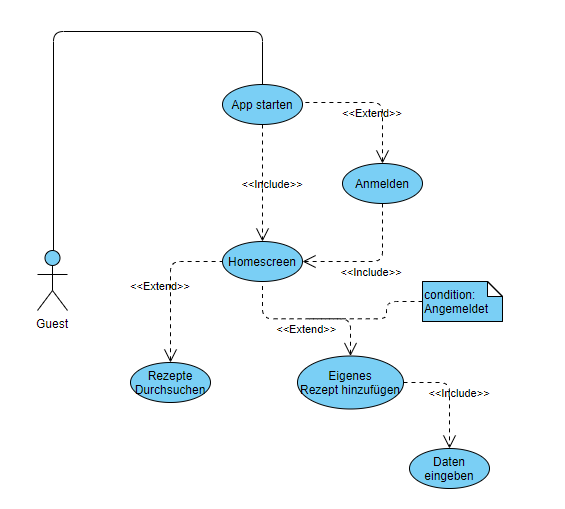 App starten
<<Extend>>
<<Include>>
Anmelden
Homescreen
<<Include>>
<<Extend>>
condition:
Angemeldet
Guest
<<Extend>>
Rezepte
Durchsuchen
Eigenes
Rezept hinzufügen
<<Include>>
Daten
eingeben